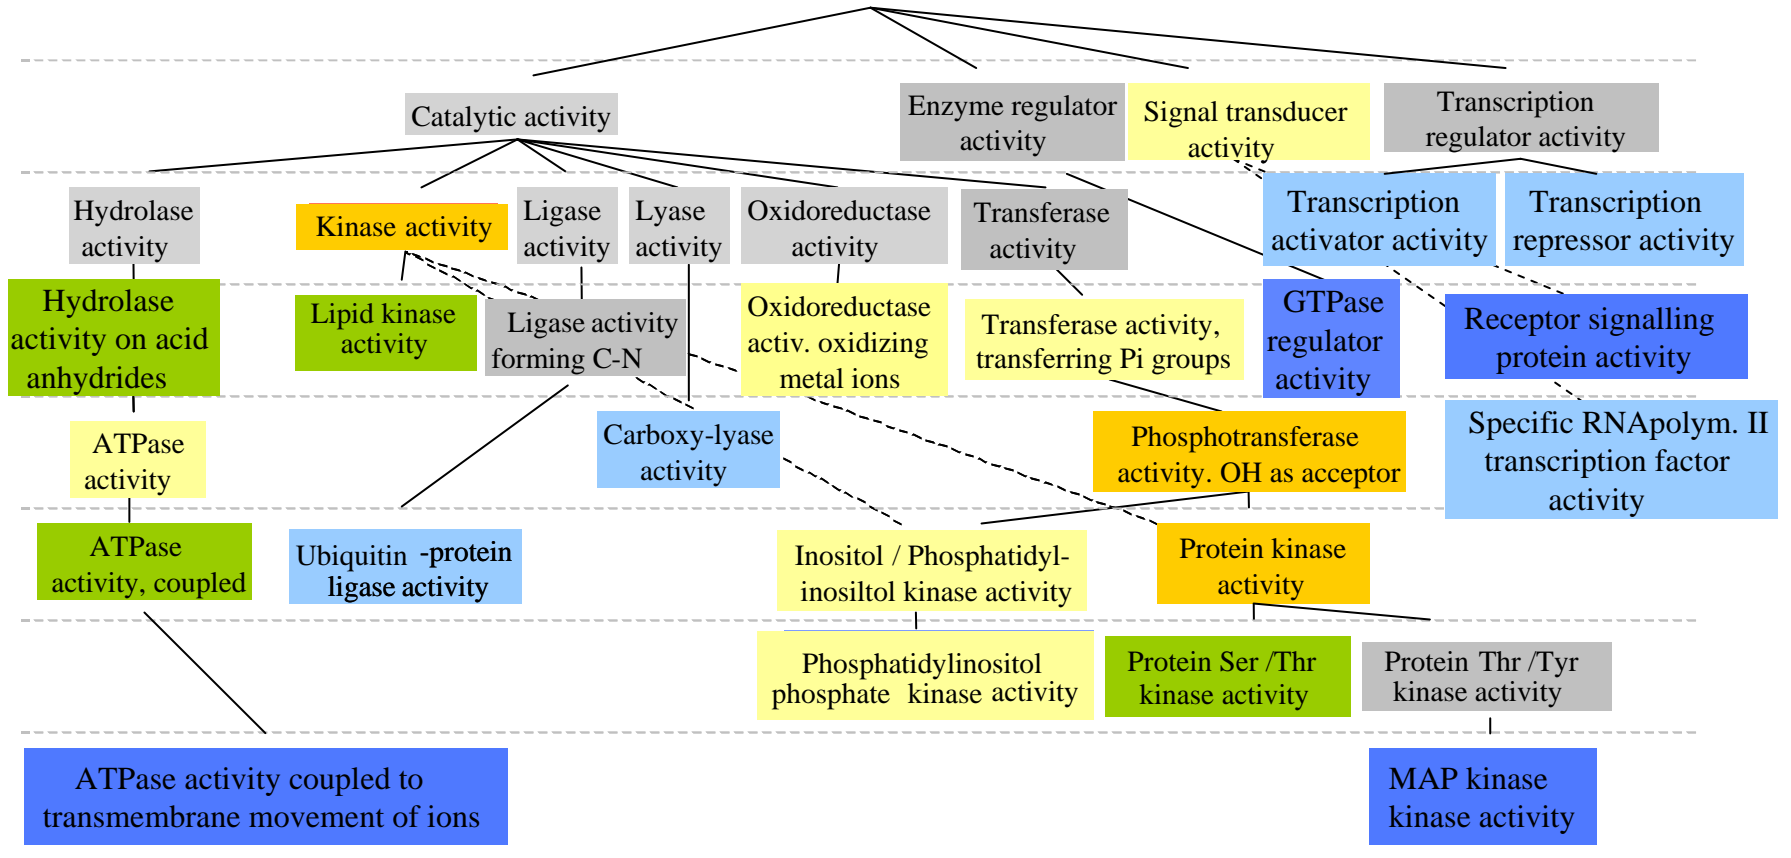 Catalytic activity
Enzyme regulator
activity
Signal transducer
activity
Transcription
regulator activity
Hydrolase
activity
Kinase activity
Ligase
activity
Lyase
activity
Oxidoreductase
activity
Transferase
activity
Transcription
activator activity
Transcription
repressor activity
Hydrolase
activity on acid
anhydrides
Lipid kinase
activity
Ligase activity
forming C-N
Oxidoreductase
activ. oxidizing
metal ions
Transferase activity,
transferring Pi groups
GTPase
regulator
activity
Receptor signalling
protein activity
ATPase
activity
Carboxy-lyase
activity
Phosphotransferase
activity. OH as acceptor
Specific RNApolym. II
transcription factor
activity
ATPase
activity, coupled
Ubiquitin -protein
ligase activity
Inositol / Phosphatidyl-
inosiltol kinase activity
Protein kinase
activity
Phosphatidylinositol
phosphate kinase activity
Protein Ser /Thr
kinase activity
Protein Thr /Tyr
kinase activity
ATPase activity coupled to
transmembrane movement of ions
MAP kinase
kinase activity